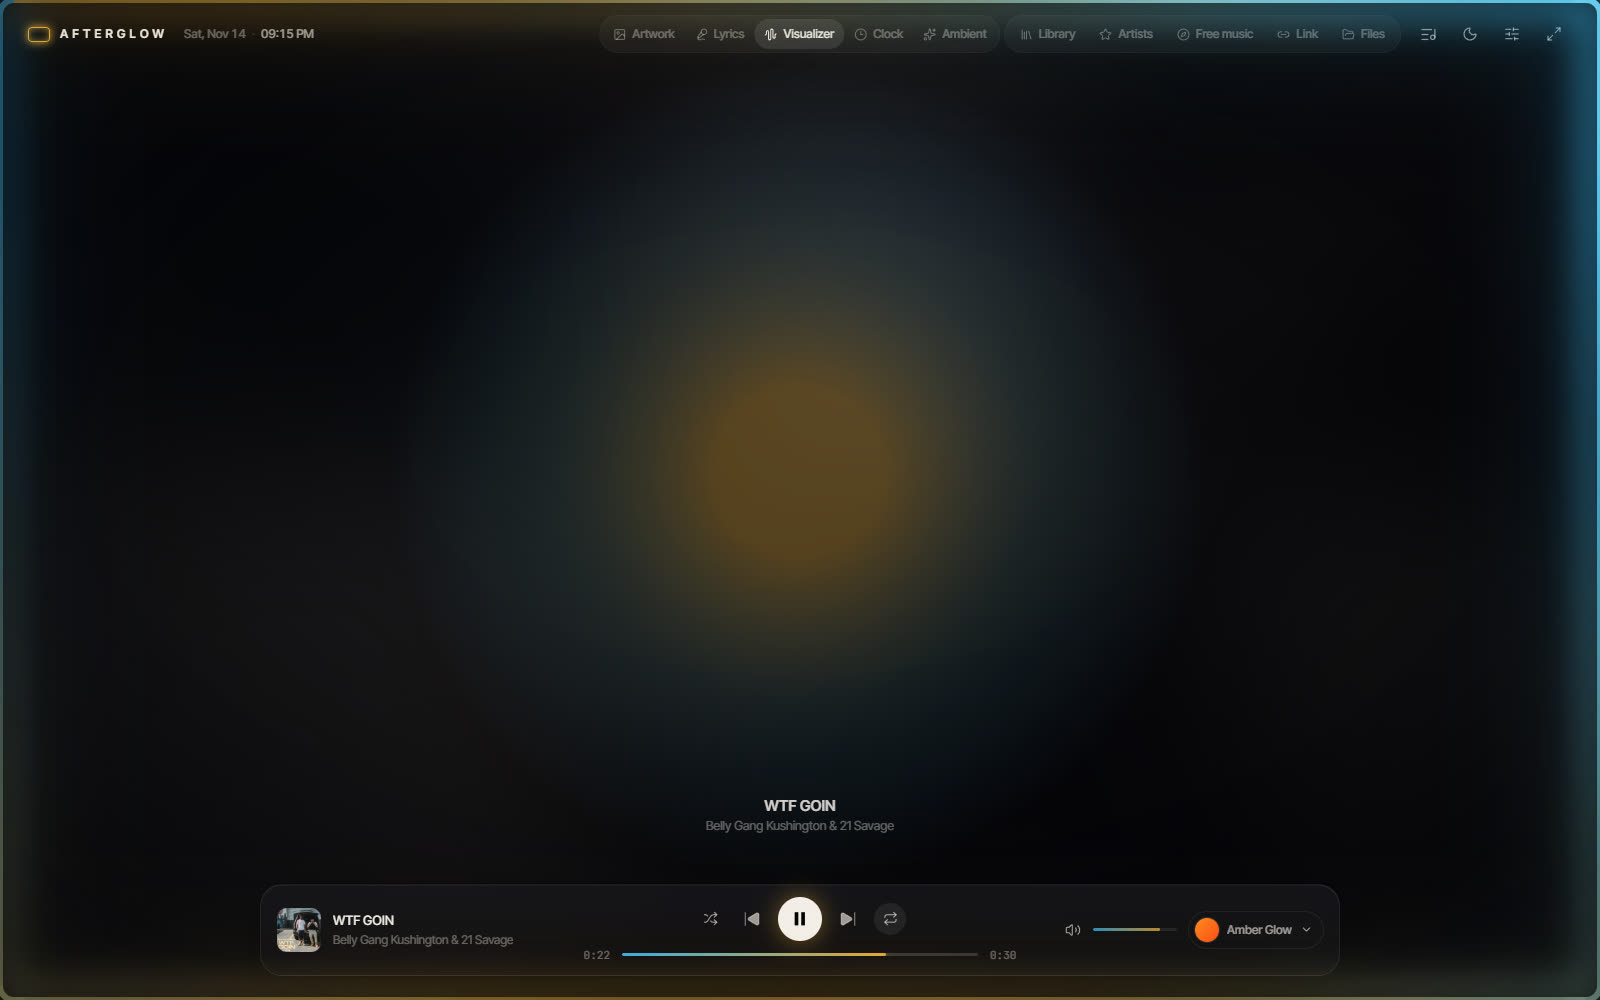 AFTERGLOW Sat, Nov 14 · 09:15 PM Artwork Lyrics Visualizer Clock Ambient Library Artists Free music Link Files
WTF GOIN
Belly Gang Kushington & 21 Savage
WTF GOIN
Belly Gang Kushington & 21 Savage
0:22 0:30
Amber Glow